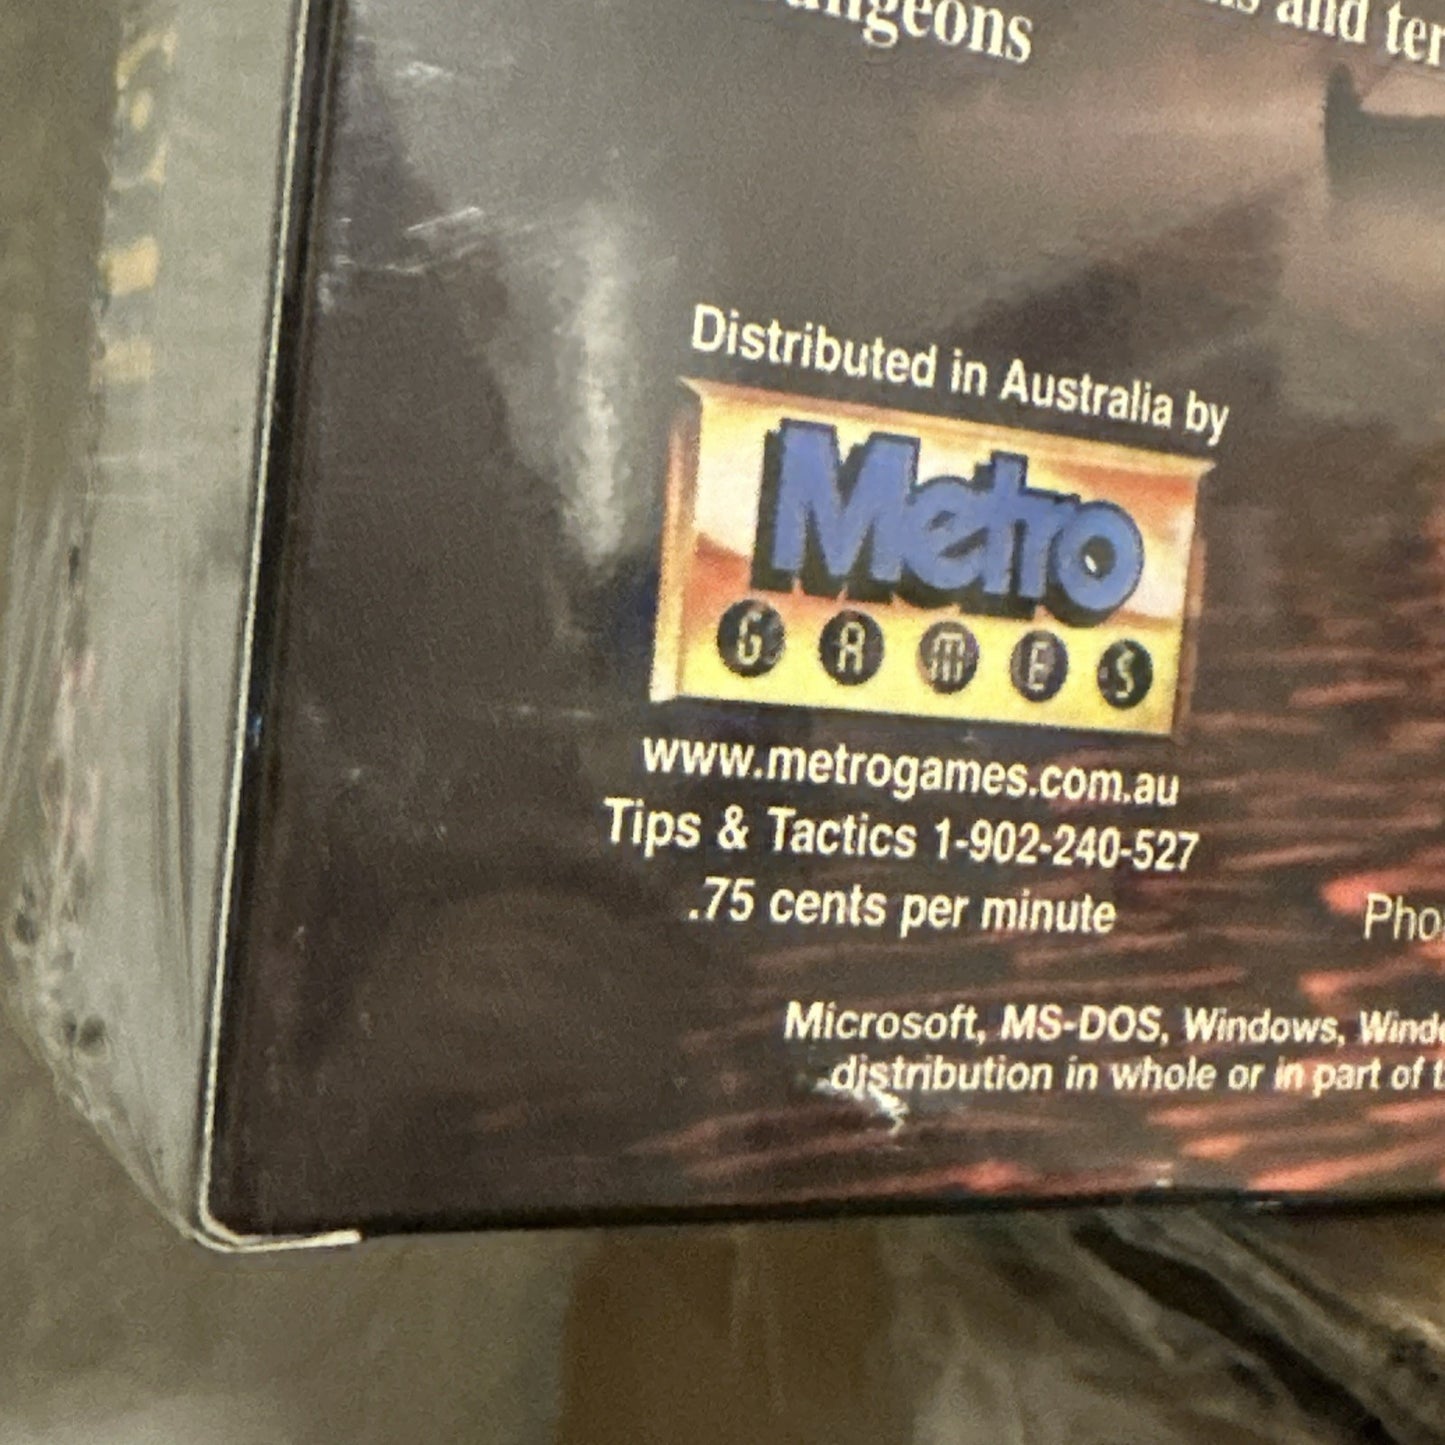 and
Distributed in Australia by
Metro
GAMES
www.metrogames.com.au
Tips & Tactics 1-902-240-527
.75 cents per minute
Microsoft, MS-DOS, Windows,
distribution in whole or in part of